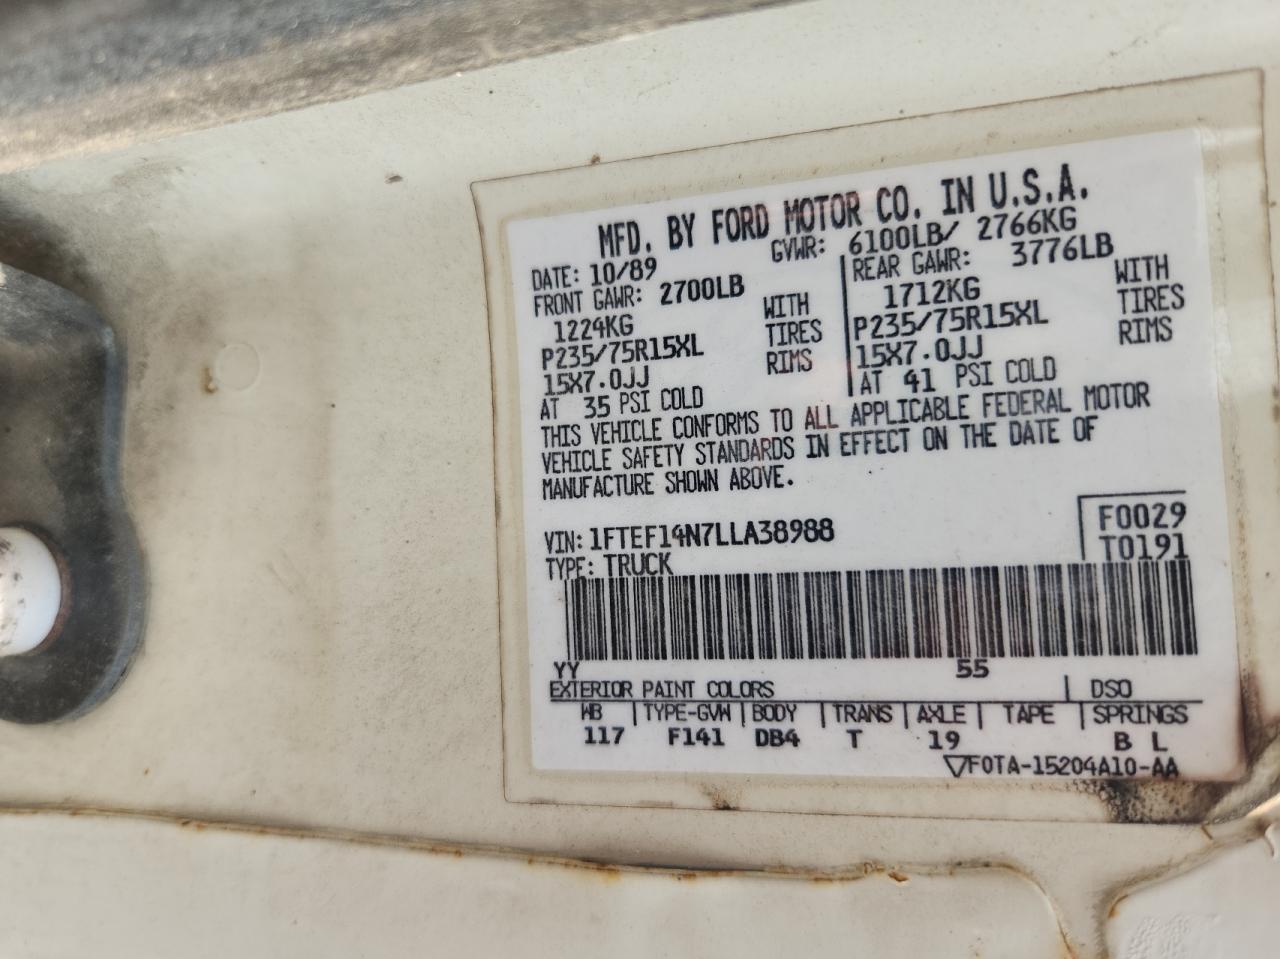 MFD. BY FORD MOTOR CO. IN U.S.A.
DATE: 10/89 GVWR: 6100LB/ 2766KG
FRONT GAWR: 2700LB
1224KG WITH
P235/75R15XL TIRES
15X7.0JJ RIMS
AT 35 PSI COLD
REAR GAWR: 3776LB
1712KG WITH
P235/75R15XL TIRES
15X7.0JJ RIMS
AT 41 PSI COLD
THIS VEHICLE CONFORMS TO ALL APPLICABLE FEDERAL MOTOR
VEHICLE SAFETY STANDARDS IN EFFECT ON THE DATE OF
MANUFACTURE SHOWN ABOVE.
VIN: 1FTEF14N7LLA38988
TYPE: TRUCK
F0029
T0191
YY 55
EXTERIOR PAINT COLORS DSO
WB TYPE-GVW BODY TRANS AXLE TAPE SPRINGS
117 F141 DB4 T 19 B L
▽F0TA-15204A10-AA